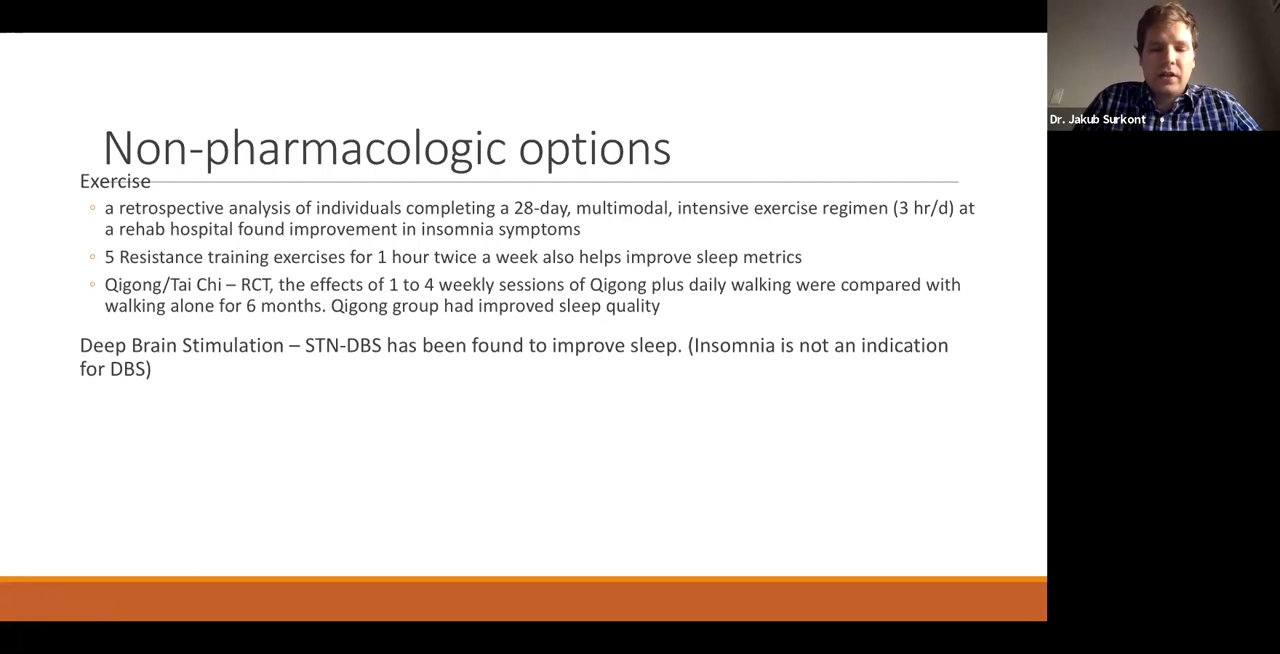 Non-pharmacologic options
Exercise
◦ a retrospective analysis of individuals completing a 28-day, multimodal, intensive exercise regimen (3 hr/d) at
a rehab hospital found improvement in insomnia symptoms
◦ 5 Resistance training exercises for 1 hour twice a week also helps improve sleep metrics
◦ Qigong/Tai Chi – RCT, the effects of 1 to 4 weekly sessions of Qigong plus daily walking were compared with
walking alone for 6 months. Qigong group had improved sleep quality
Deep Brain Stimulation – STN-DBS has been found to improve sleep. (Insomnia is not an indication
for DBS)
Dr. Jakub Surkont